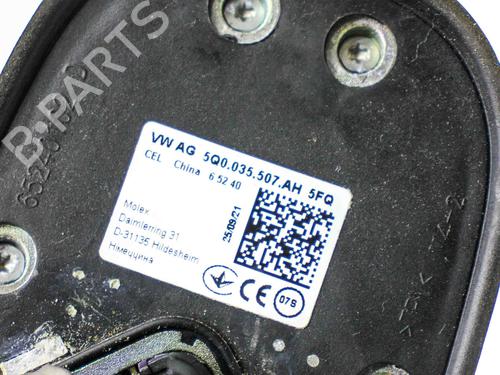 B-PARTS
VW AG 5Q0.035.507.AH 5FQ
CEL China 6 52 40
Molex
Daimlerring 31
D-31135 Hildesheim
Німеччина
25.09.21
CE
07S